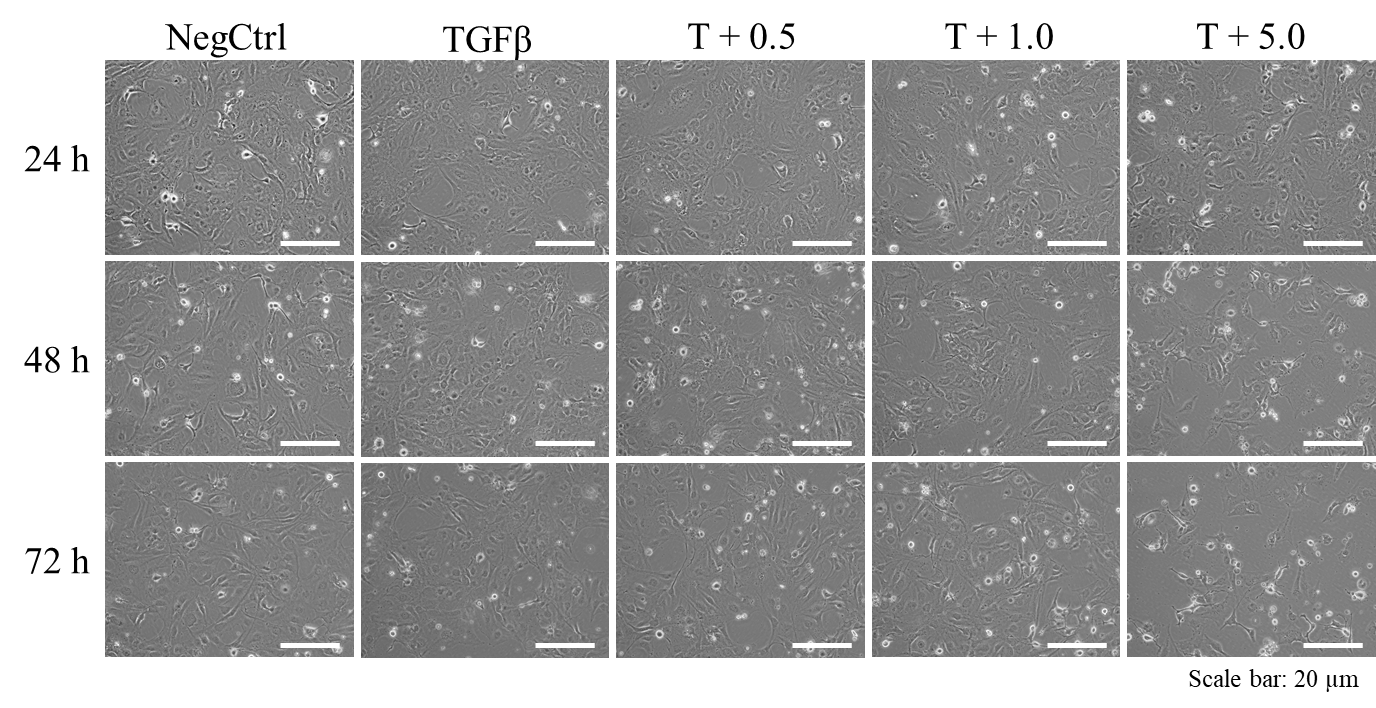 NegCtrl TGFβ T + 0.5 T + 1.0 T + 5.0
24 h
48 h
72 h
Scale bar: 20 μm